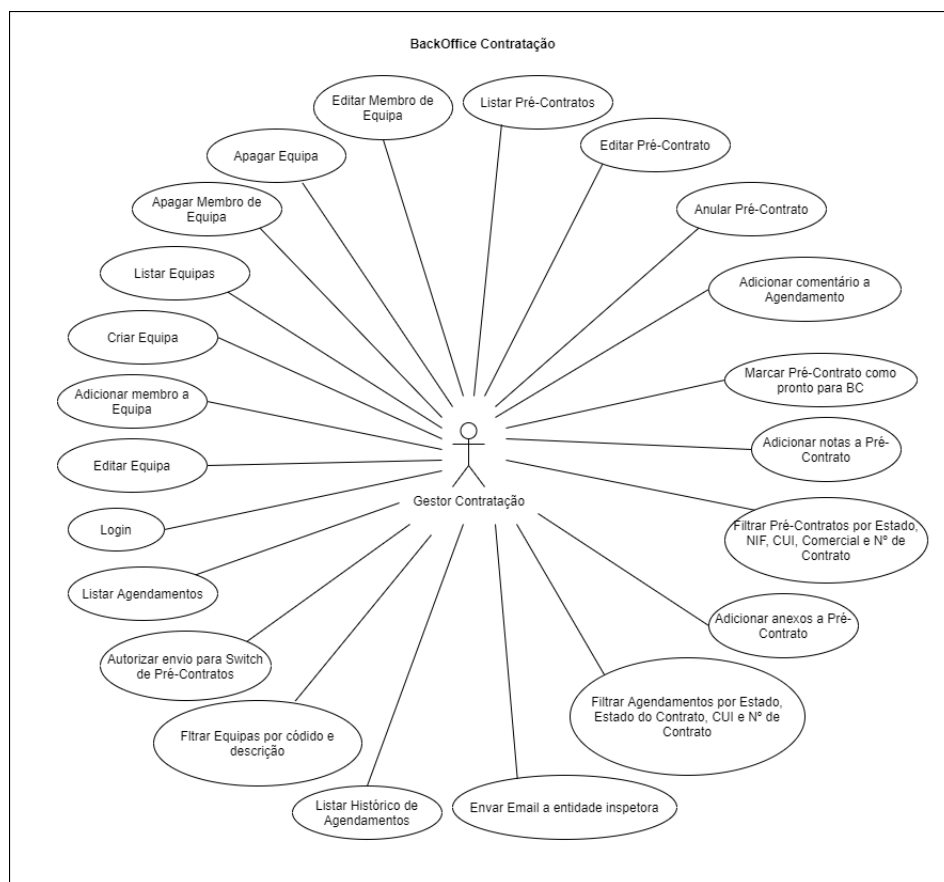 BackOffice Contratação
Editar Membro de
Equipa
Listar Pré-Contratos
Apagar Equipa
Editar Pré-Contrato
Apagar Membro de
Equipa
Anular Pré-Contrato
Listar Equipas
Adicionar comentário a
Agendamento
Criar Equipa
Marcar Pré-Contrato como
pronto para BC
Adicionar membro a
Equipa
Adicionar notas a Pré-
Contrato
Editar Equipa
Gestor Contratação
Login
Filtrar Pré-Contratos por Estado,
NIF, CUI, Comercial e Nº de
Contrato
Listar Agendamentos
Adicionar anexos a Pré-
Contrato
Autorizar envio para Switch
de Pré-Contratos
Filtrar Agendamentos por Estado,
Estado do Contrato, CUI e Nº de
Contrato
Fltrar Equipas por códido e
descrição
Listar Histórico de
Agendamentos
Envar Email a entidade inspetora